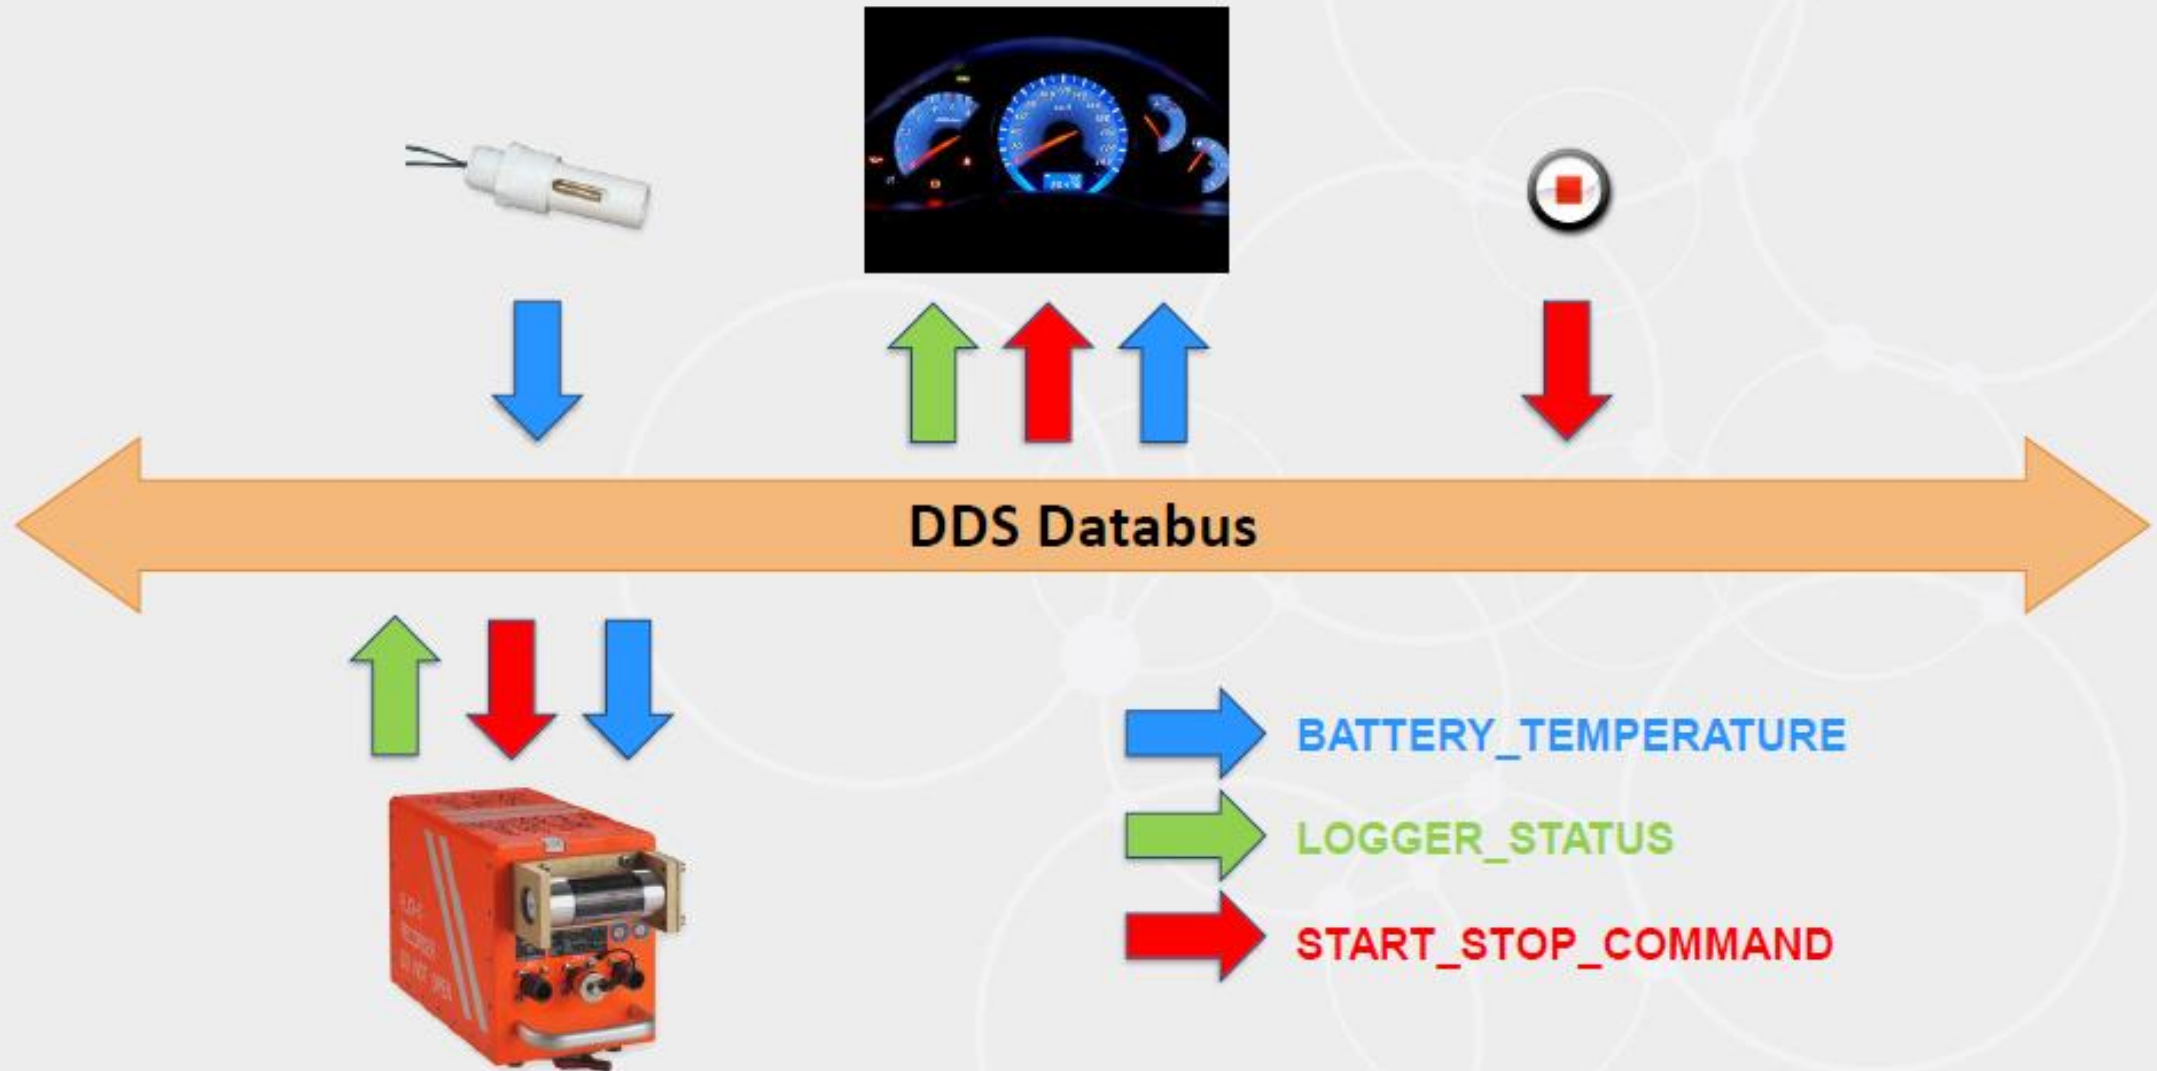 DDS Databus
BATTERY_TEMPERATURE
LOGGER_STATUS
START_STOP_COMMAND